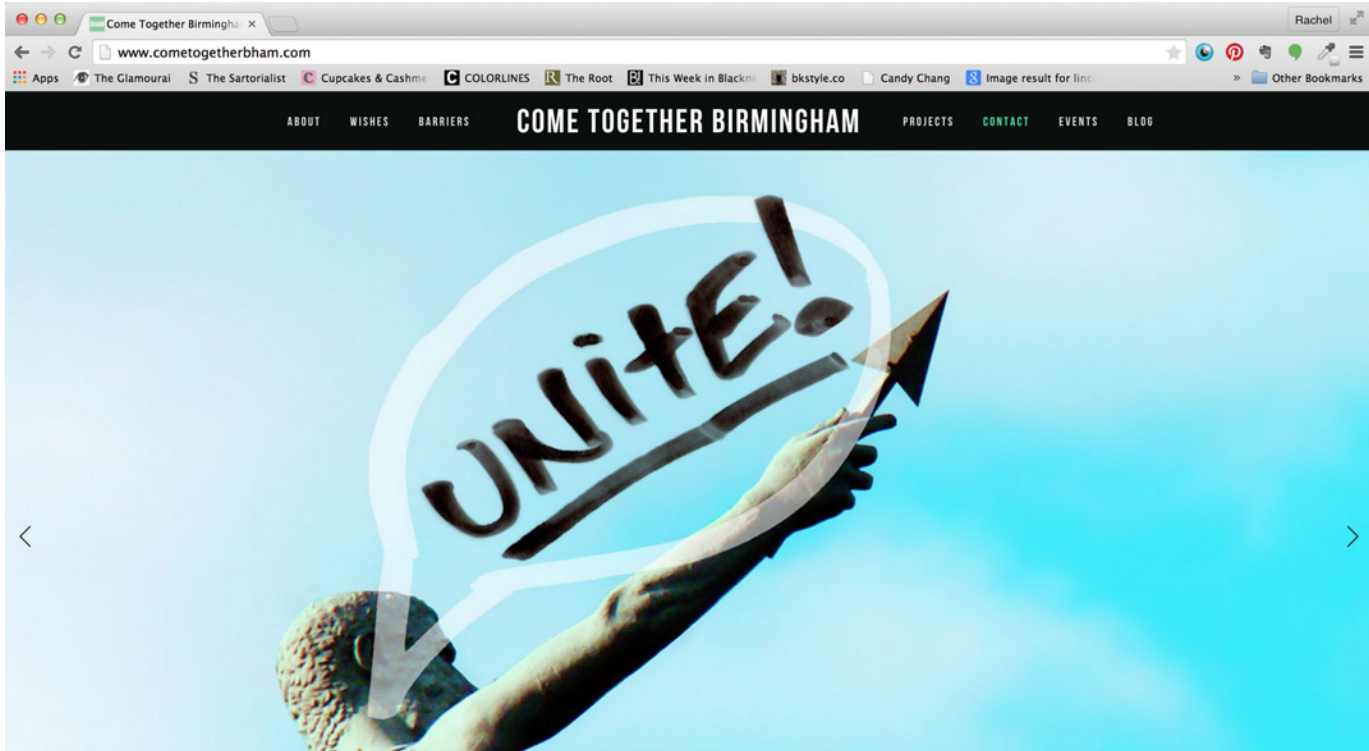 Come Together Birmingha
Rachel
www.cometogetherbham.com
Apps The Glamourai S The Sartorialist C Cupcakes & Cashme C COLORLINES R The Root B! This Week in Blackne bkstyle.co Candy Chang 8 Image result for linc » Other Bookmarks
ABOUT WISHES BARRIERS COME TOGETHER BIRMINGHAM PROJECTS CONTACT EVENTS BLOG
UNitE!